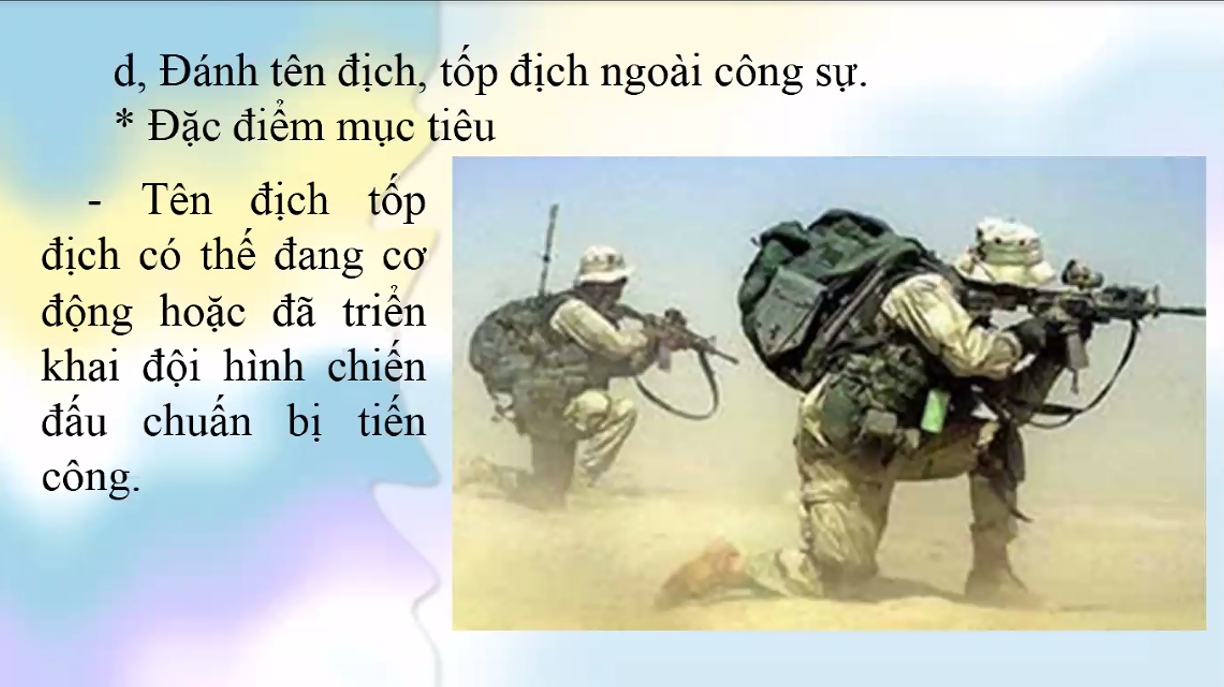 d, Đánh tên địch, tốp địch ngoài công sự.
* Đặc điểm mục tiêu
- Tên địch tốp
địch có thể đang cơ
động hoặc đã triển
khai đội hình chiến
đấu chuẩn bị tiến
công.